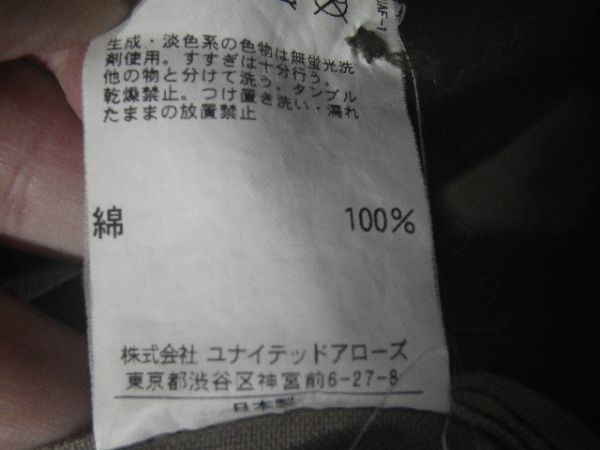 生成・淡色系の色物は無蛍光洗
剤使用。すすぎは十分行う。
他の物と分けて洗う。タンブル
乾燥禁止。つけ置き洗い・濡れ
たままの放置禁止
綿 100%
株式会社 ユナイテッドアローズ
東京都渋谷区神宮前6-27-8
日本製